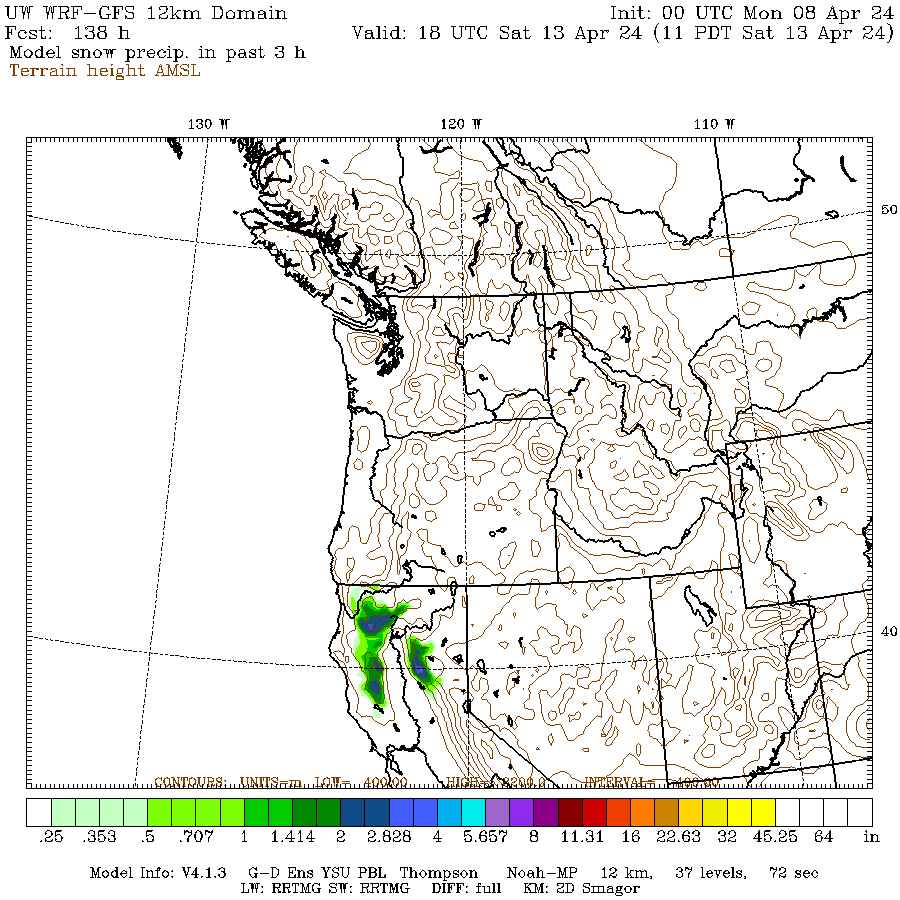 UW WRF-GFS 12km Domain Init: 00 UTC Mon 08 Apr 24
Fcst: 138 h Valid: 18 UTC Sat 13 Apr 24 (11 PDT Sat 13 Apr 24)
Model snow precip. in past 3 h
Terrain height AMSL
130 W 120 W 110 W
50
40
CONTOURS: UNITS=m LOW= 400.00 HIGH= 3200.0 INTERVAL= 400.00
.25 .353 .5 .707 1 1.414 2 2.828 4 5.657 8 11.31 16 22.63 32 45.25 64 in
Model Info: V4.1.3 G-D Ens YSU PBL Thompson Noah-MP 12 km, 37 levels, 72 sec
LW: RRTMG SW: RRTMG DIFF: full KM: 2D Smagor